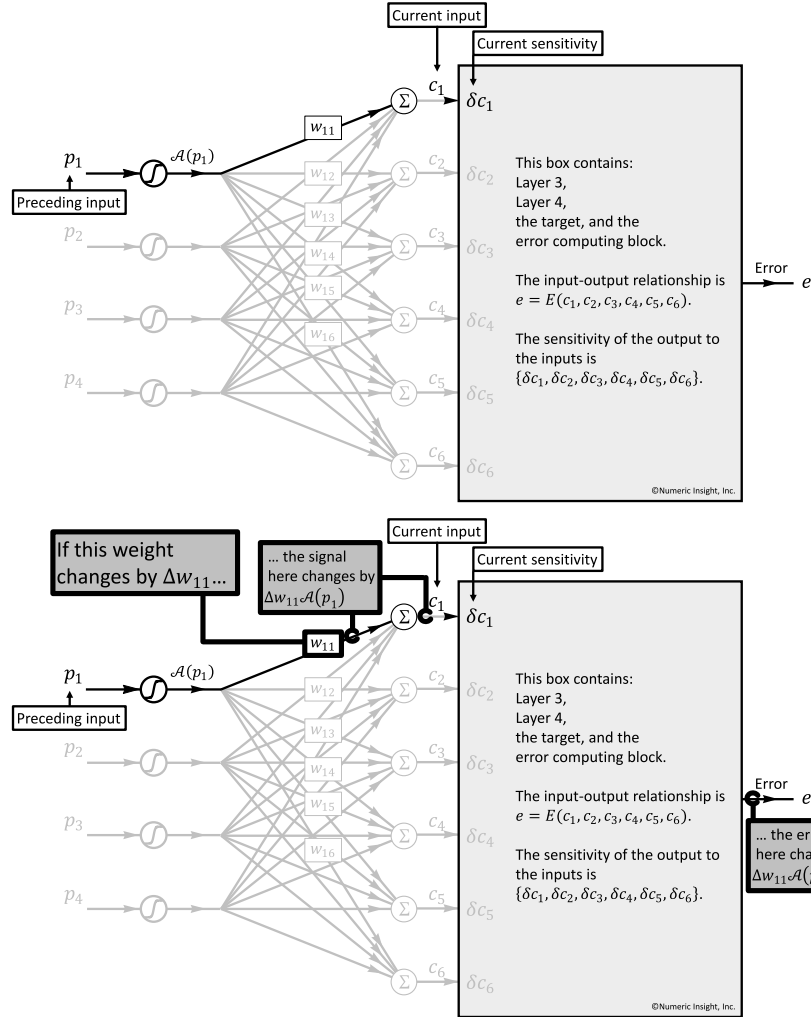 Current input
Current sensitivity
c₁
Σ
δc₁
w₁₁
p₁
𝒜(p₁)
Preceding input
w₁₂
Σ
c₂
δc₂
This box contains:
Layer 3,
Layer 4,
the target, and the
error computing block.
w₁₃
p₂
Σ
c₃
δc₃
w₁₄
The input-output relationship is
e = E(c₁, c₂, c₃, c₄, c₅, c₆).
Error
e
w₁₅
p₃
Σ
c₄
δc₄
w₁₆
The sensitivity of the output to
the inputs is
{δc₁, δc₂, δc₃, δc₄, δc₅, δc₆}.
p₄
Σ
c₅
δc₅
Σ
c₆
δc₆
©Numeric Insight, Inc.
Current input
Current sensitivity
If this weight
changes by Δw₁₁...
... the signal
here changes by
Δw₁₁𝒜(p₁)
c₁
Σ
δc₁
w₁₁
p₁
𝒜(p₁)
Preceding input
w₁₂
Σ
c₂
δc₂
This box contains:
Layer 3,
Layer 4,
the target, and the
error computing block.
w₁₃
p₂
Σ
c₃
δc₃
w₁₄
The input-output relationship is
e = E(c₁, c₂, c₃, c₄, c₅, c₆).
Error
e
w₁₅
p₃
Σ
c₄
δc₄
... the
here
Δw₁₁𝒜(
w₁₆
The sensitivity of the output to
the inputs is
{δc₁, δc₂, δc₃, δc₄, δc₅, δc₆}.
p₄
Σ
c₅
δc₅
Σ
c₆
δc₆
©Numeric Insight, Inc.